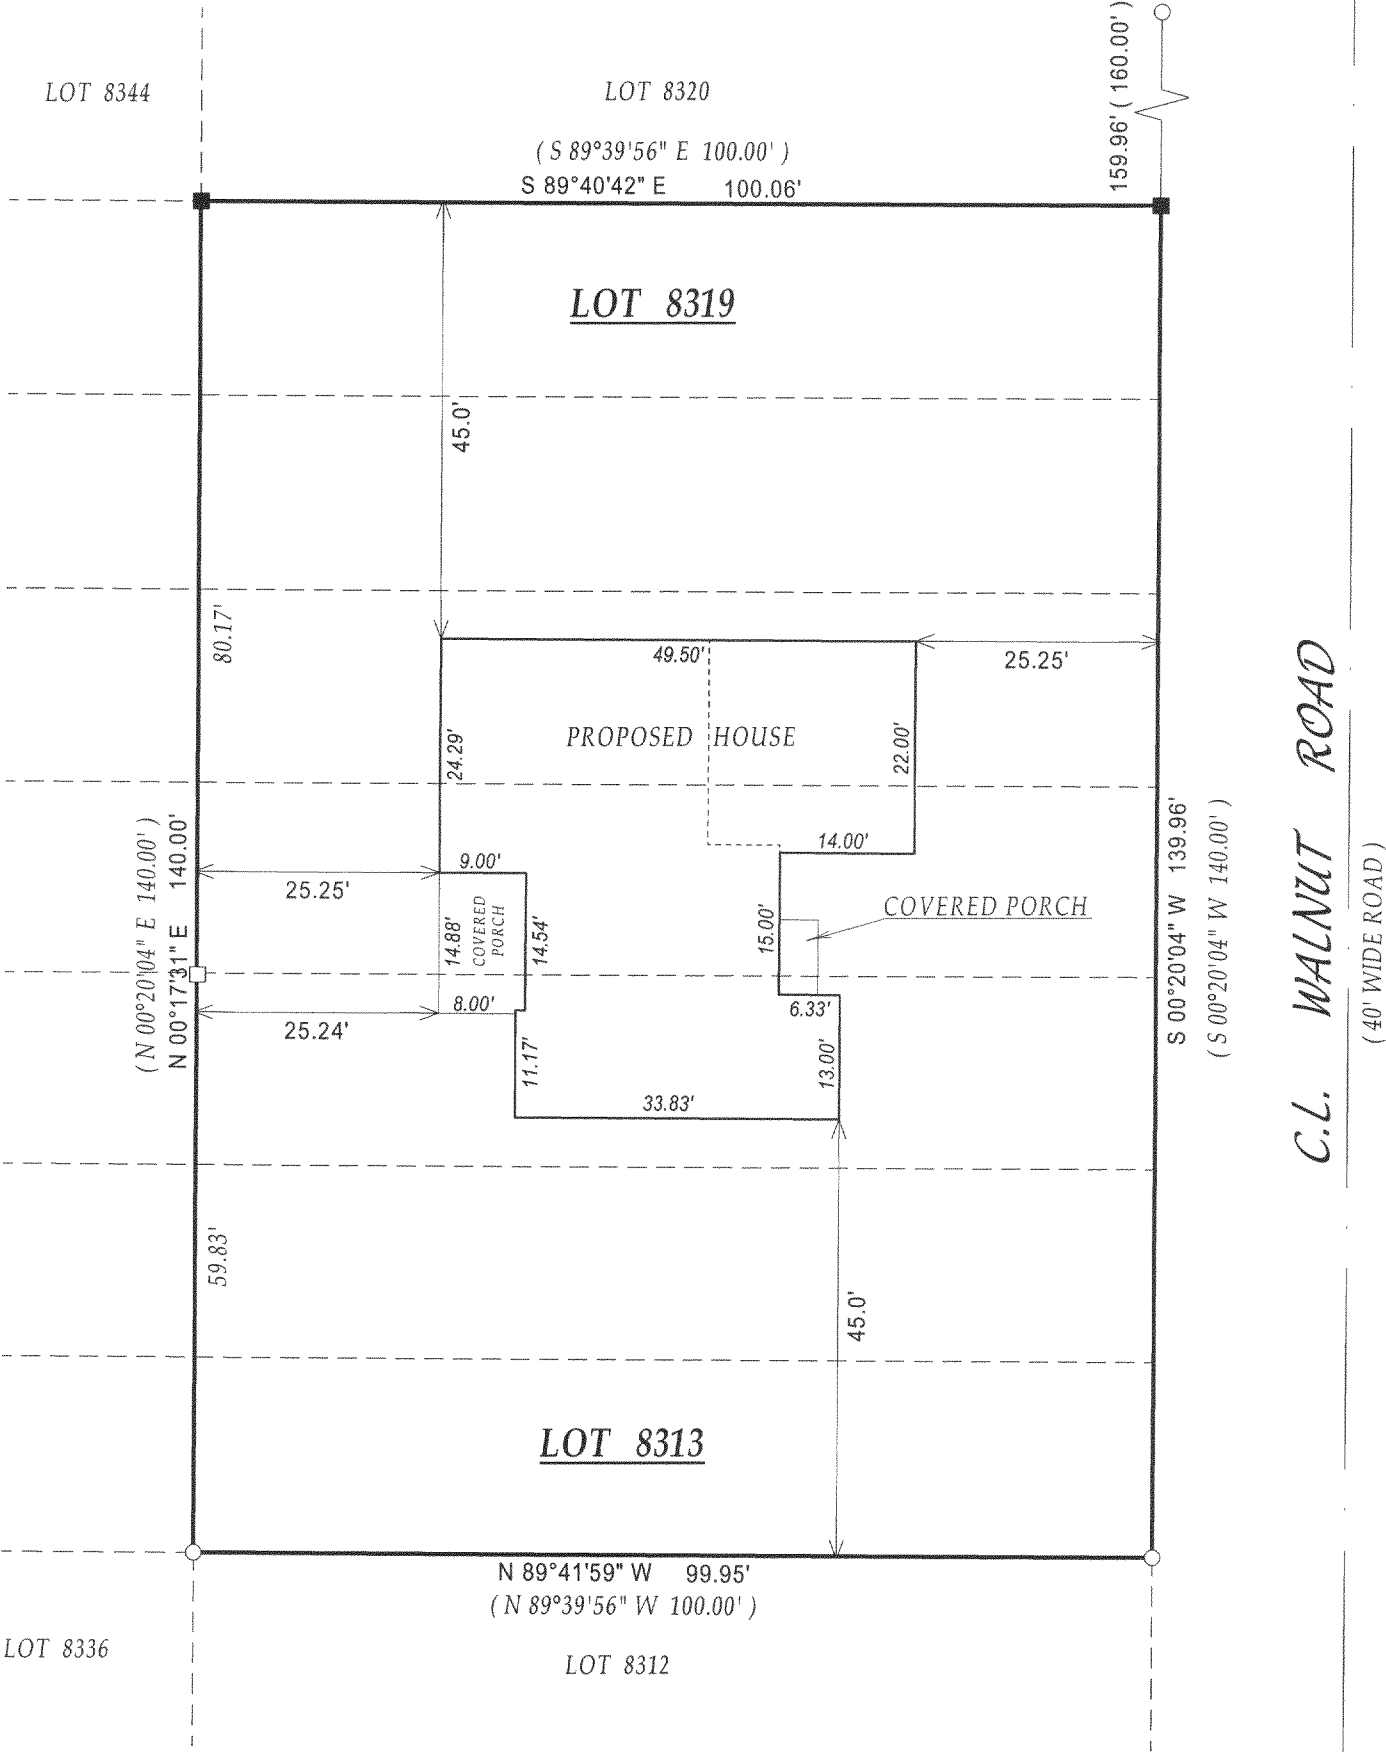 159.96' ( 160.00' )
LOT 8344
LOT 8320
( S 89°39'56" E 100.00' )
S 89°40'42" E 100.06'
LOT 8319
45.0'
80.17'
49.50'
25.25'
PROPOSED HOUSE
24.29'
22.00'
14.00'
9.00'
25.25'
COVERED PORCH
14.88'
COVERED
PORCH
14.54'
15.00'
8.00'
6.33'
25.24'
11.17'
13.00'
33.83'
( N 00°20'04" E 140.00' )
N 00°17'31" E 140.00'
S 00°20'04" W 139.96'
( S 00°20'04" W 140.00' )
C.L. WALNUT ROAD
( 40' WIDE ROAD )
59.83'
45.0'
LOT 8313
N 89°41'59" W 99.95'
( N 89°39'56" W 100.00' )
LOT 8336
LOT 8312